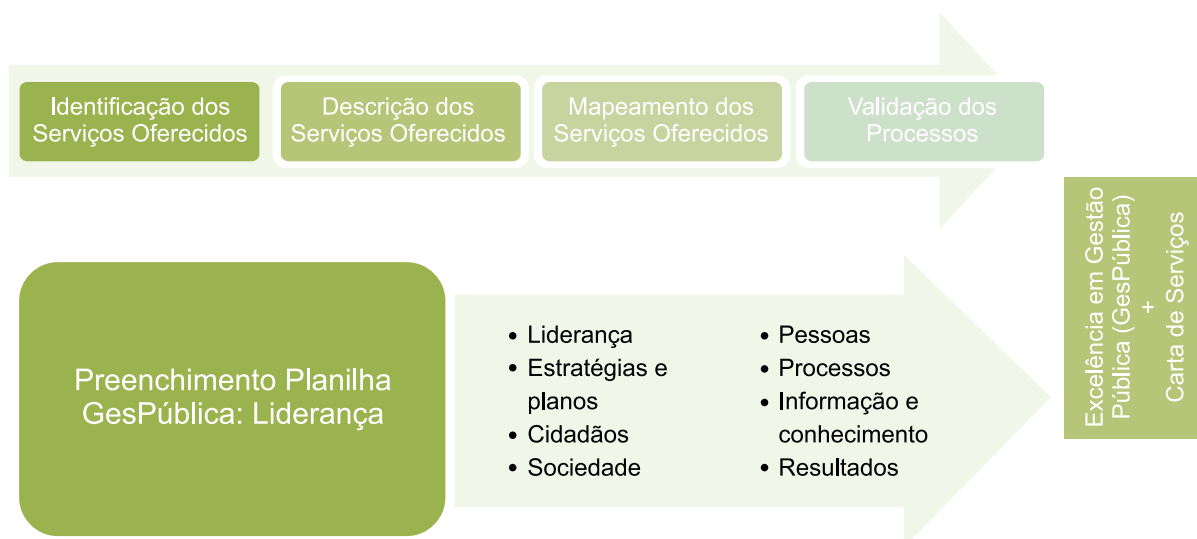 Identificação dos
Serviços Oferecidos
Descrição dos
Serviços Oferecidos
Mapeamento dos
Serviços Oferecidos
Validação dos
Processos
Preenchimento Planilha
GesPública: Liderança
• Liderança
• Estratégias e
planos
• Cidadãos
• Sociedade
• Pessoas
• Processos
• Informação e
conhecimento
• Resultados
Excelência em Gestão
Pública (GesPública)
+
Carta de Serviços